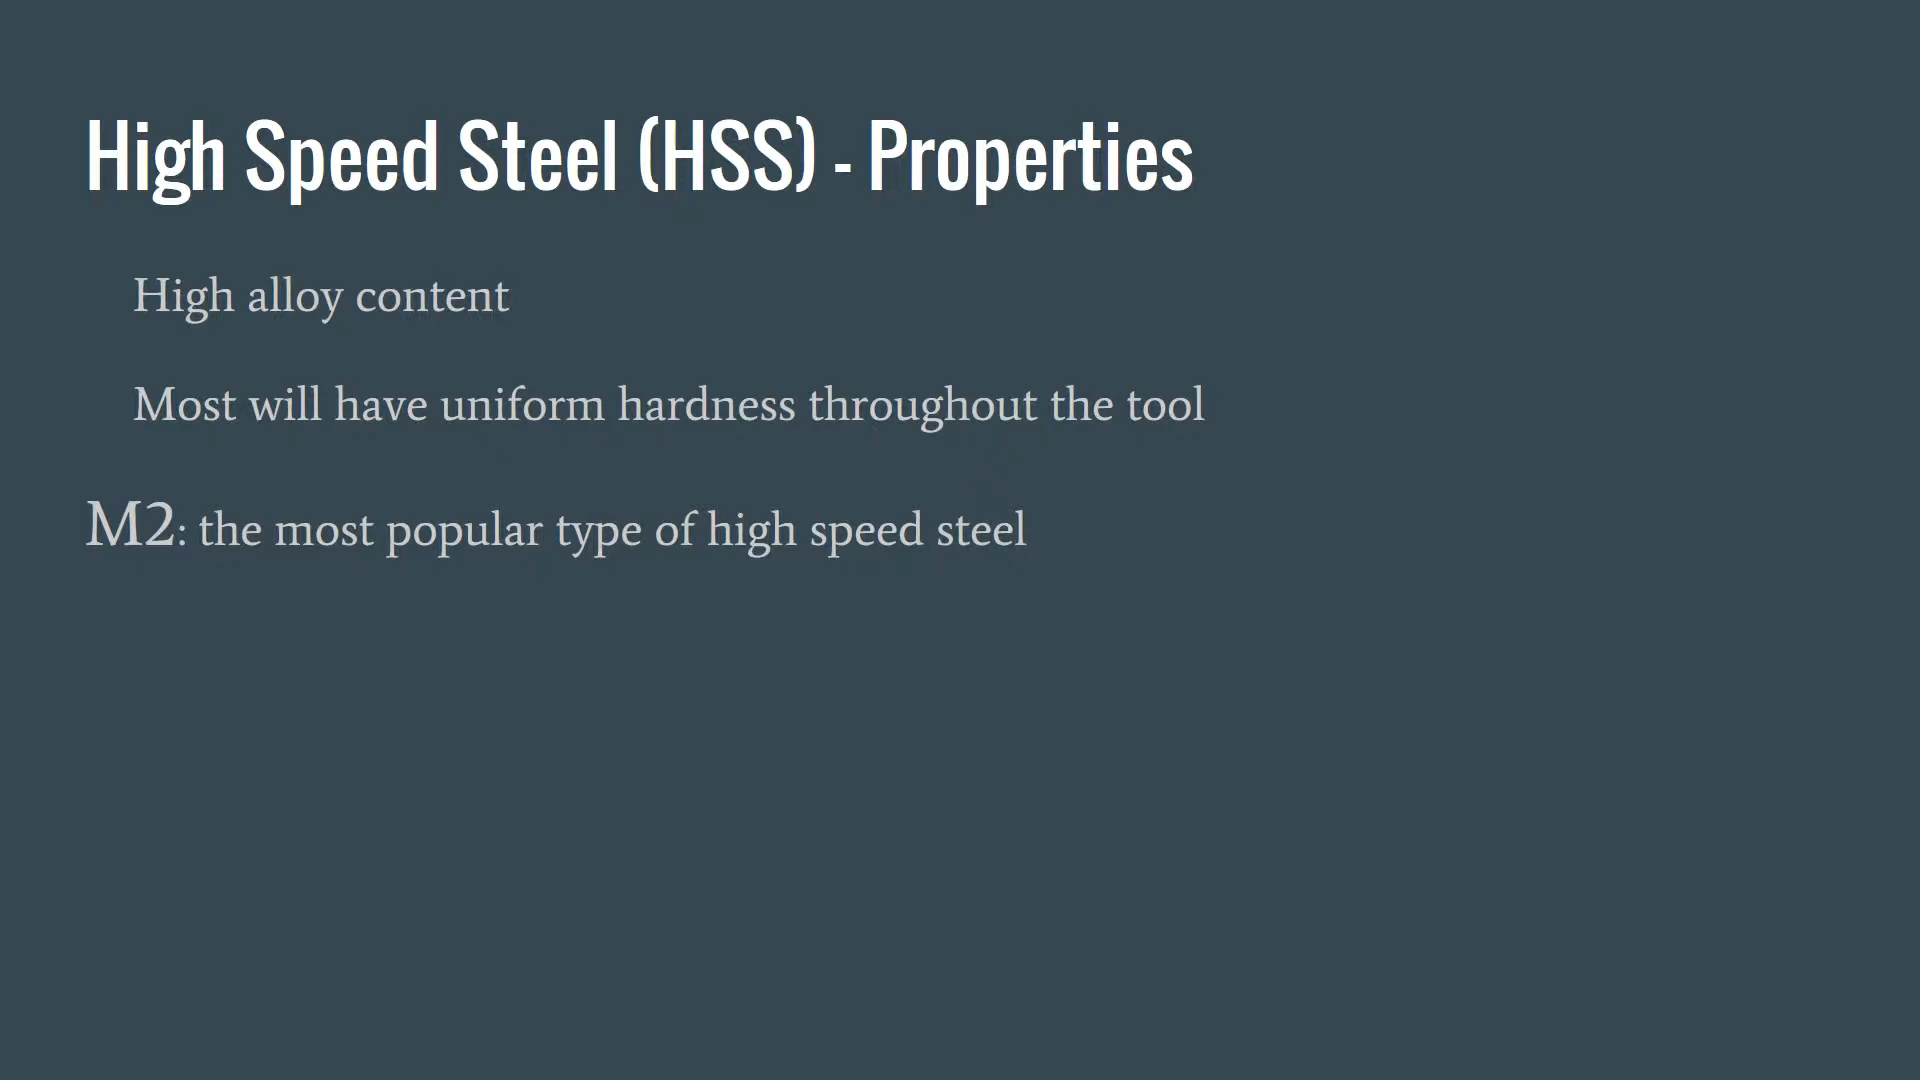 High Speed Steel (HSS) - Properties
High alloy content
Most will have uniform hardness throughout the tool
M2: the most popular type of high speed steel